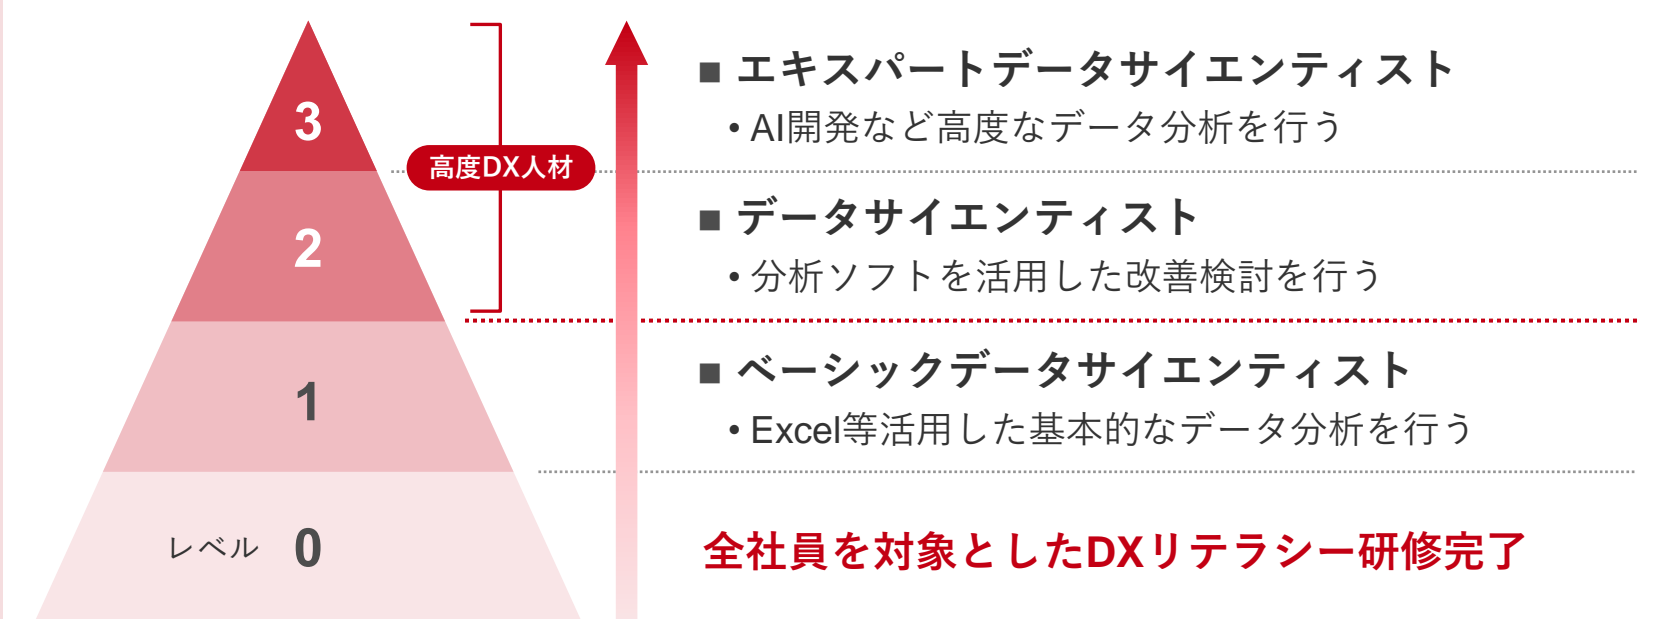 3
■ エキスパートデータサイエンティスト
• AI開発など高度なデータ分析を行う
高度DX人材
2
■ データサイエンティスト
• 分析ソフトを活用した改善検討を行う
1
■ ベーシックデータサイエンティスト
• Excel等活用した基本的なデータ分析を行う
レベル 0
全社員を対象としたDXリテラシー研修完了